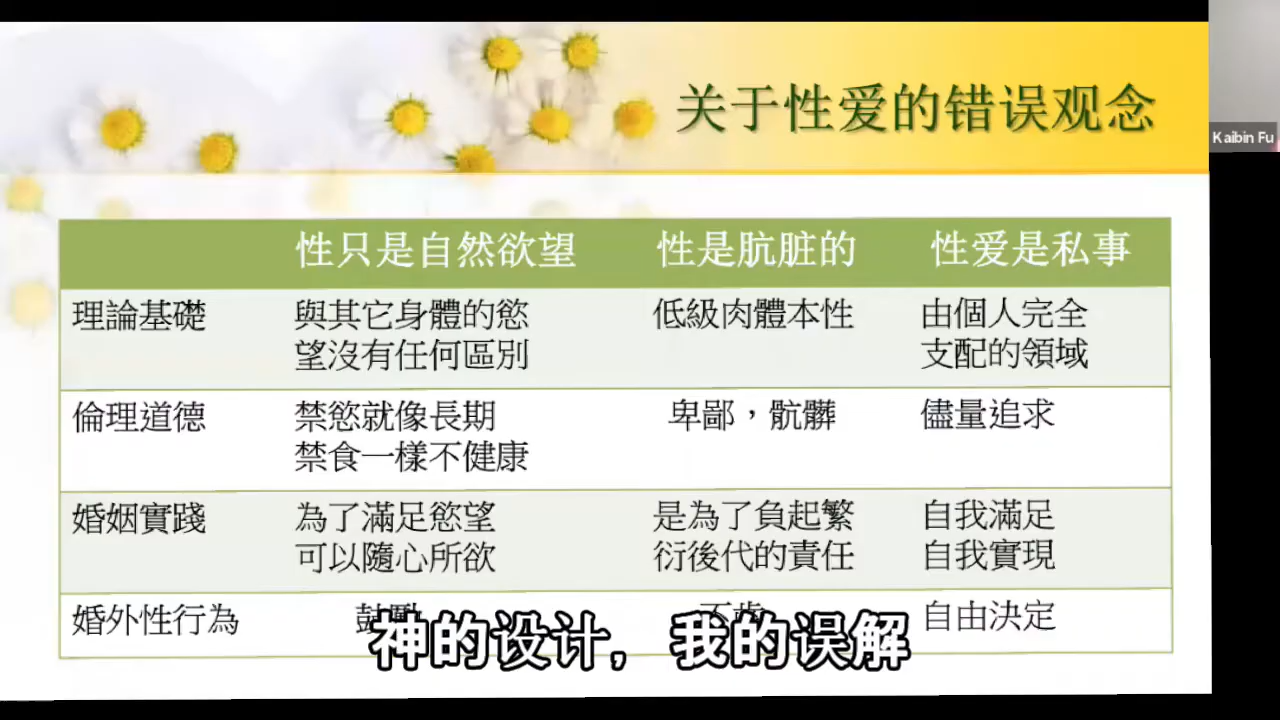 关于性爱的错误观念
Kaibin Fu
性只是自然欲望 性是肮脏的 性爱是私事
理論基礎 與其它身體的慾 低級肉體本性 由個人完全
望沒有任何區別 支配的領域
倫理道德 禁慾就像長期 卑鄙，骯髒 儘量追求
禁食一樣不健康
婚姻實踐 為了滿足慾望 是為了負起繁 自我滿足
可以隨心所欲 衍後代的責任 自我實現
婚外性行為 自由決定
神的设计，我的误解